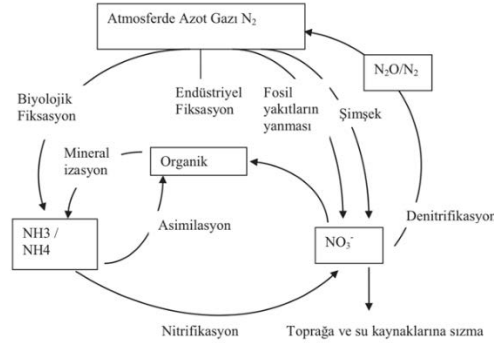 Atmosferde Azot Gazı N₂
N₂O/N₂
Biyolojik
Fiksasyon
Endüstriyel
Fiksasyon
Fosil
yakıtların
yanması
Şimşek
Mineral
izasyon
Organik
Asimilasyon
Denitrifikasyon
NH3 /
NH4
NO₃⁻
Nitrifikasyon
Toprağa ve su kaynaklarına sızma